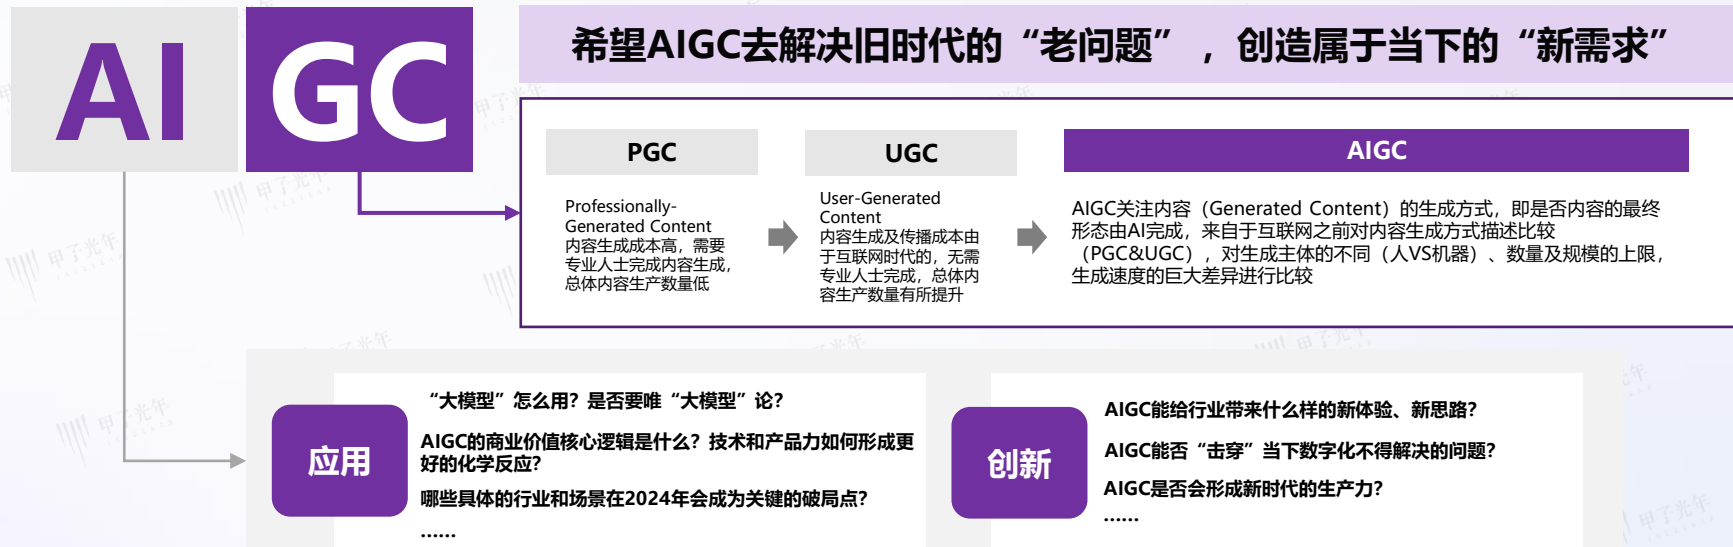 AI GC
希望AIGC去解决旧时代的“老问题”，创造属于当下的“新需求”
PGC
Professionally-
Generated Content
内容生成成本高，需要
专业人士完成内容生成，
总体内容生产数量低
UGC
User-Generated
Content
内容生成及传播成本由
于互联网时代的，无需
专业人士完成，总体内
容生产数量有所提升
AIGC
AIGC关注内容（Generated Content）的生成方式，即是否内容的最终
形态由AI完成，来自于互联网之前对内容生成方式描述比较
（PGC&UGC），对生成主体的不同（人VS机器）、数量及规模的上限，
生成速度的巨大差异进行比较
应用
“大模型”怎么用？是否要唯“大模型”论？
AIGC的商业价值核心逻辑是什么？技术和产品力如何形成更
好的化学反应？
哪些具体的行业和场景在2024年会成为关键的破局点？
……
创新
AIGC能给行业带来什么样的新体验、新思路？
AIGC能否“击穿”当下数字化不得解决的问题？
AIGC是否会形成新时代的生产力？
……
甲子光年